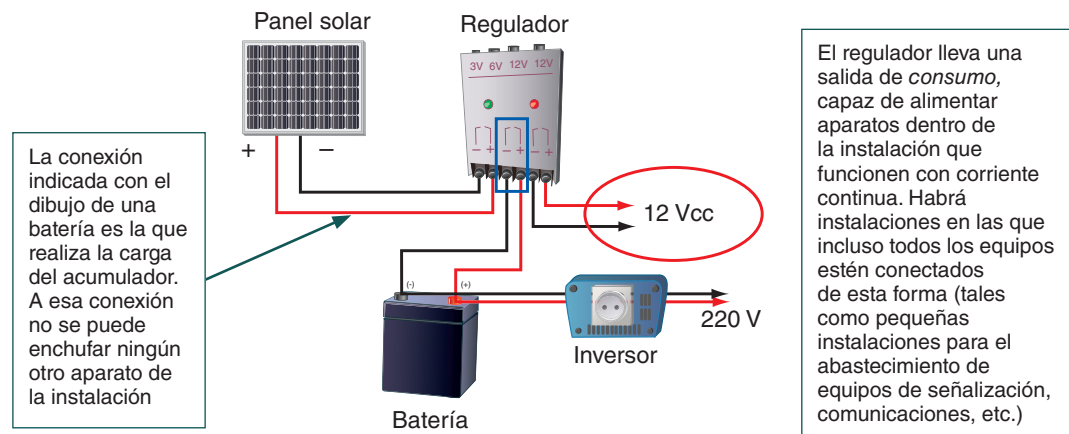 Panel solar
Regulador
3V 6V 12V 12V
+ −
− + − + − +
La conexión
indicada con el
dibujo de una
batería es la que
realiza la carga
del acumulador.
A esa conexión
no se puede
enchufar ningún
otro aparato de
la instalación
12 Vcc
(-) (+)
220 V
Inversor
Batería
El regulador lleva una
salida de consumo,
capaz de alimentar
aparatos dentro de
la instalación que
funcionen con corriente
continua. Habrá
instalaciones en las que
incluso todos los equipos
estén conectados
de esta forma (tales
como pequeñas
instalaciones para el
abastecimiento de
equipos de señalización,
comunicaciones, etc.)